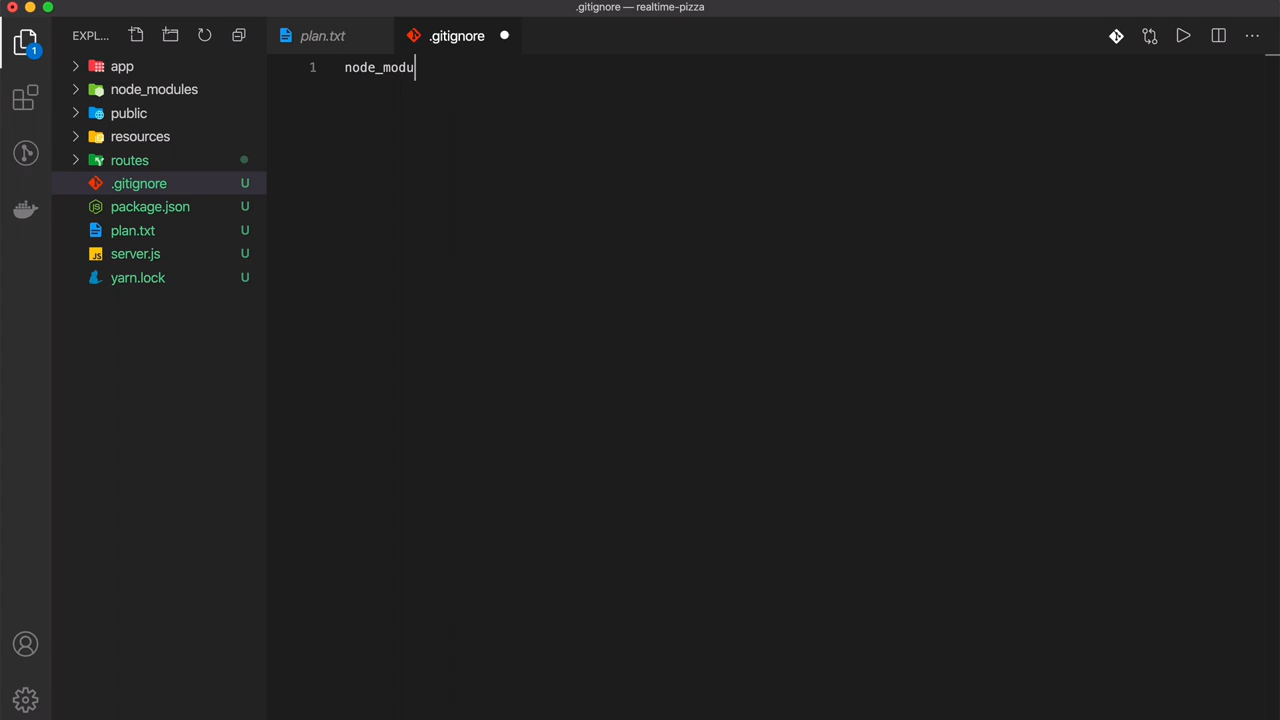 .gitignore — realtime-pizza
EXPL...
plan.txt
.gitignore
1
1 node_modu
app
node_modules
public
resources
routes
.gitignore U
package.json U
plan.txt U
server.js U
yarn.lock U